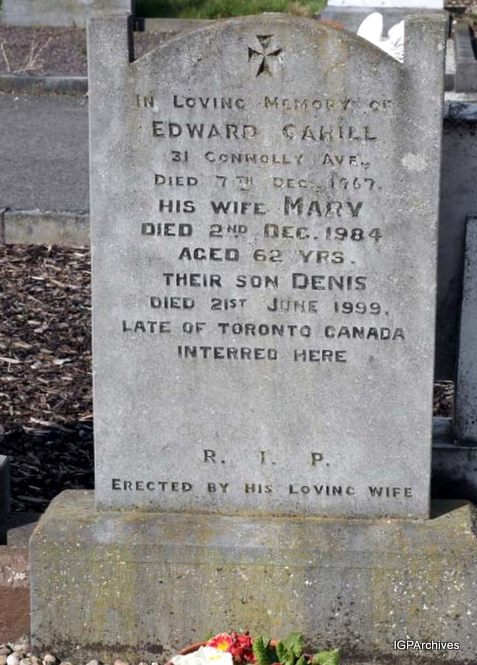 In Loving Memory of
EDWARD CAHILL
31 Connolly Ave.,
Died 7TH Dec. 1967.
HIS WIFE MARY
DIED 2ND DEC. 1984
AGED 62 YRS.
THEIR SON DENIS
DIED 21ST JUNE 1999.
LATE OF TORONTO CANADA
INTERRED HERE
R. I. P.
ERECTED BY HIS LOVING WIFE
IGPArchives